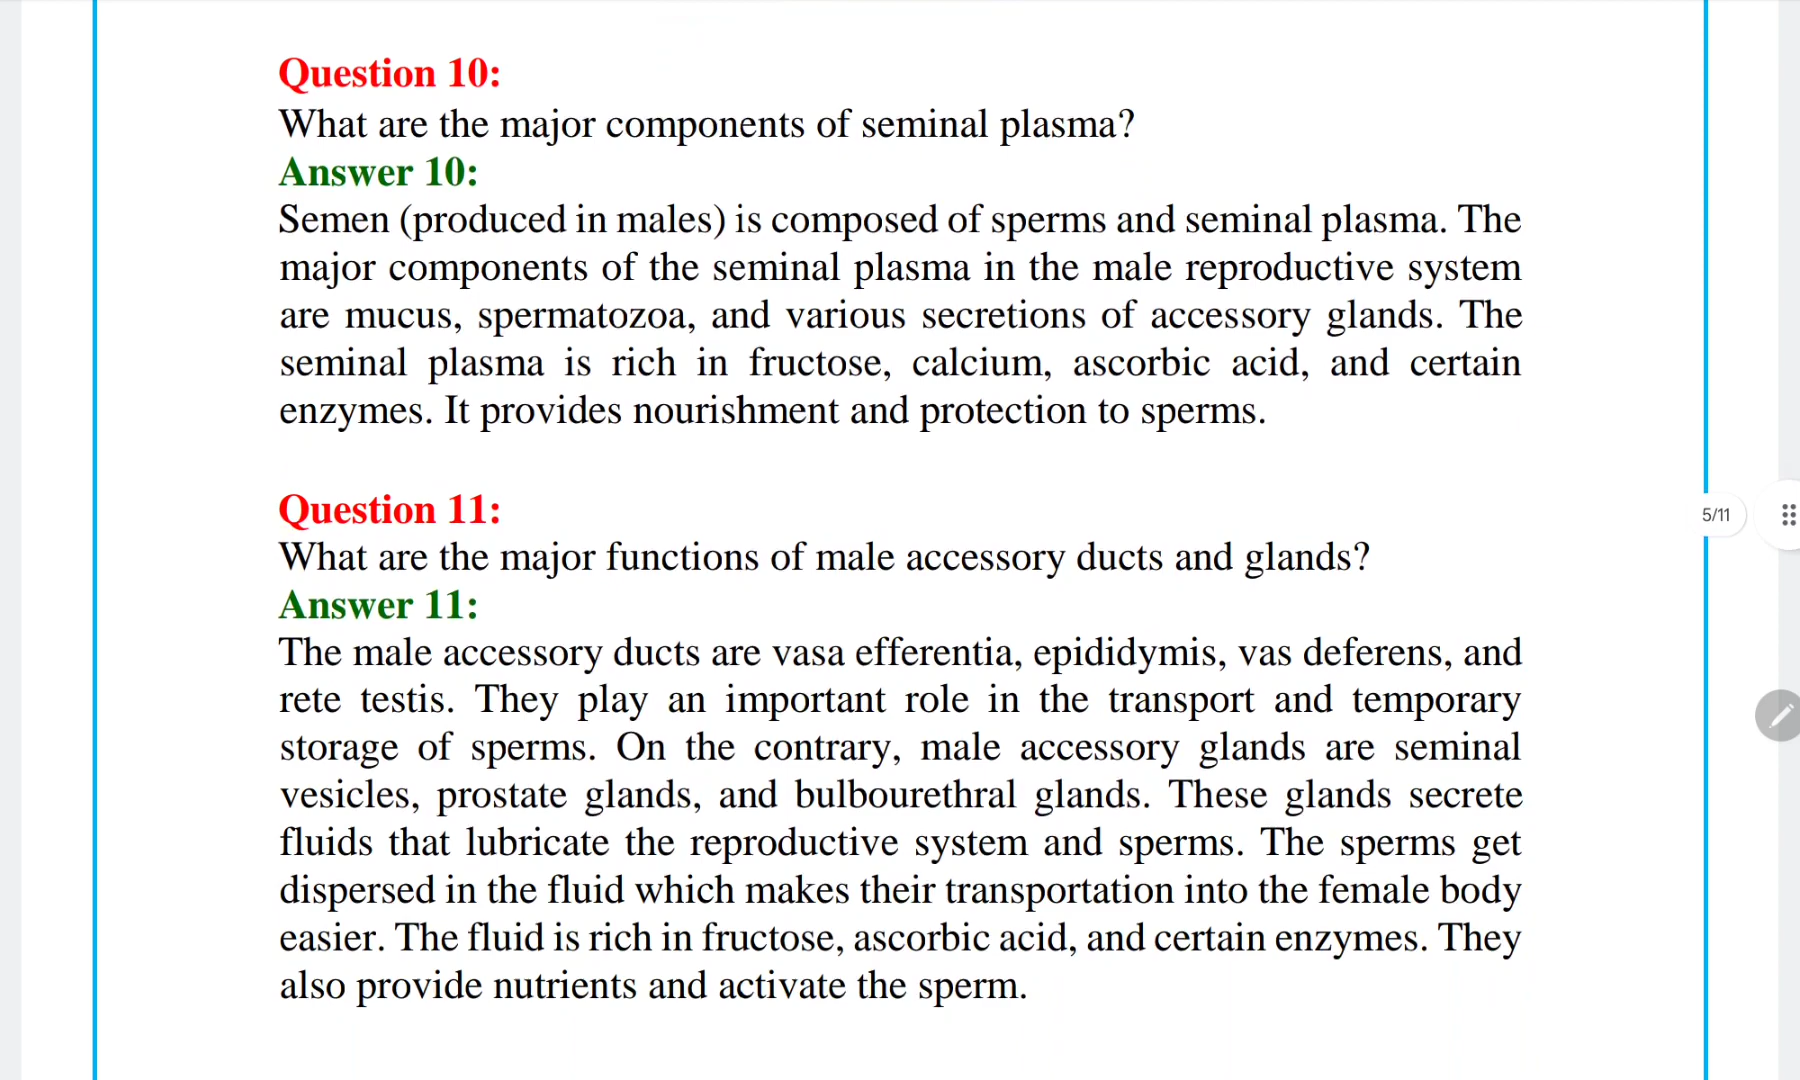 Question 10:
What are the major components of seminal plasma?
Answer 10:
Semen (produced in males) is composed of sperms and seminal plasma. The
major components of the seminal plasma in the male reproductive system
are mucus, spermatozoa, and various secretions of accessory glands. The
seminal plasma is rich in fructose, calcium, ascorbic acid, and certain
enzymes. It provides nourishment and protection to sperms.
Question 11:
5/11
What are the major functions of male accessory ducts and glands?
Answer 11:
The male accessory ducts are vasa efferentia, epididymis, vas deferens, and
rete testis. They play an important role in the transport and temporary
storage of sperms. On the contrary, male accessory glands are seminal
vesicles, prostate glands, and bulbourethral glands. These glands secrete
fluids that lubricate the reproductive system and sperms. The sperms get
dispersed in the fluid which makes their transportation into the female body
easier. The fluid is rich in fructose, ascorbic acid, and certain enzymes. They
also provide nutrients and activate the sperm.